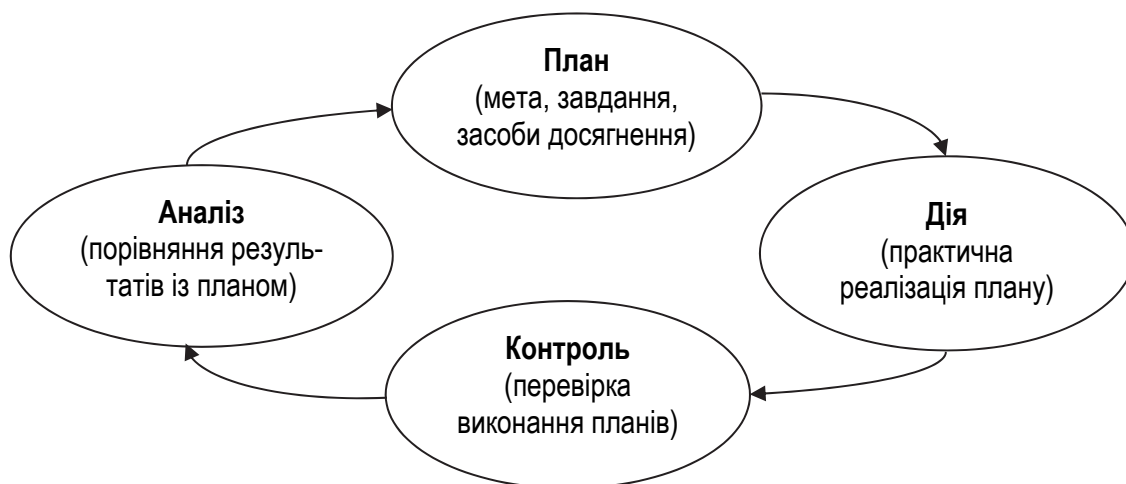 План
(мета, завдання,
засоби досягнення)
Аналіз
(порівняння резуль-
татів із планом)
Дія
(практична
реалізація плану)
Контроль
(перевірка
виконання планів)